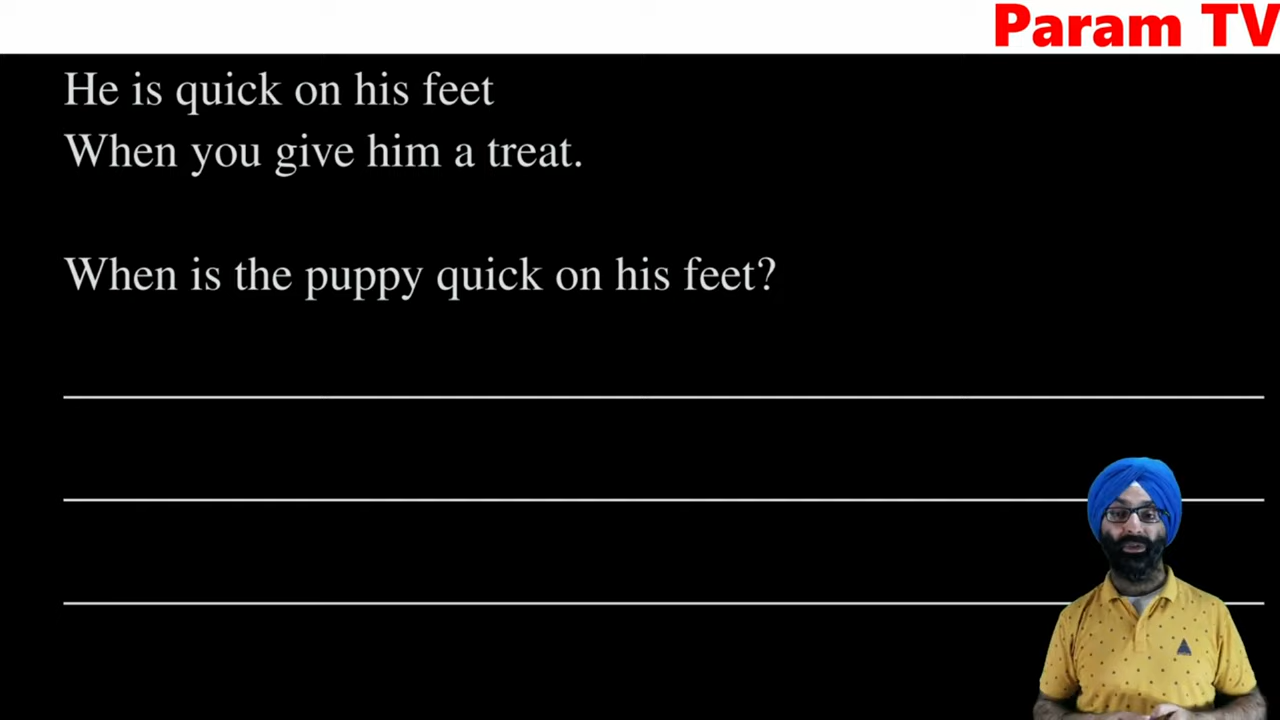 Param TV
He is quick on his feet
When you give him a treat.
When is the puppy quick on his feet?